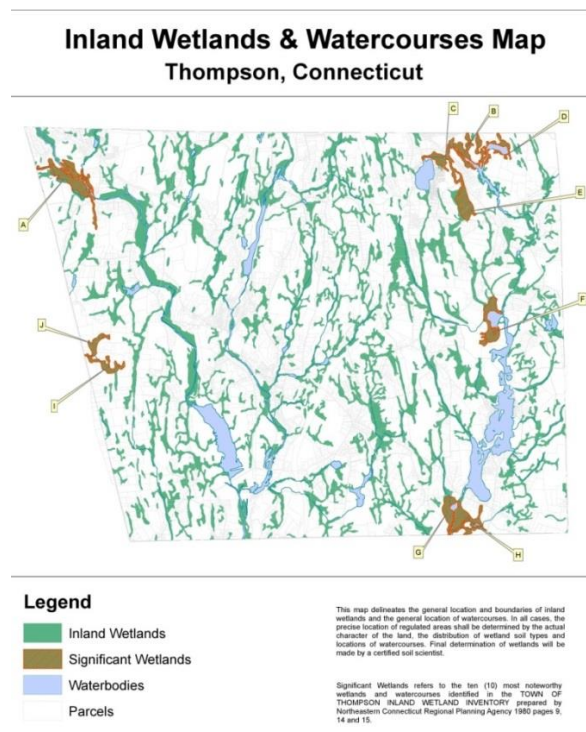 Inland Wetlands & Watercourses Map
Thompson, Connecticut
C
B
D
A
E
F
J
I
G
H
Legend
Inland Wetlands
Significant Wetlands
Waterbodies
Parcels
This map delineates the general location and boundaries of inland
wetlands and the general location of watercourses. In all cases, the
precise location of regulated areas shall be determined by the actual
character of the land, the distribution of wetland soil types and
locations of watercourses. Final determination of wetlands will be
made by a certified soil scientist.
Significant Wetlands refers to the ten (10) most noteworthy
wetlands and watercourses identified in the TOWN OF
THOMPSON INLAND WETLAND INVENTORY prepared by
Northeastern Connecticut Regional Planning Agency 1980 pages 9,
14 and 15.